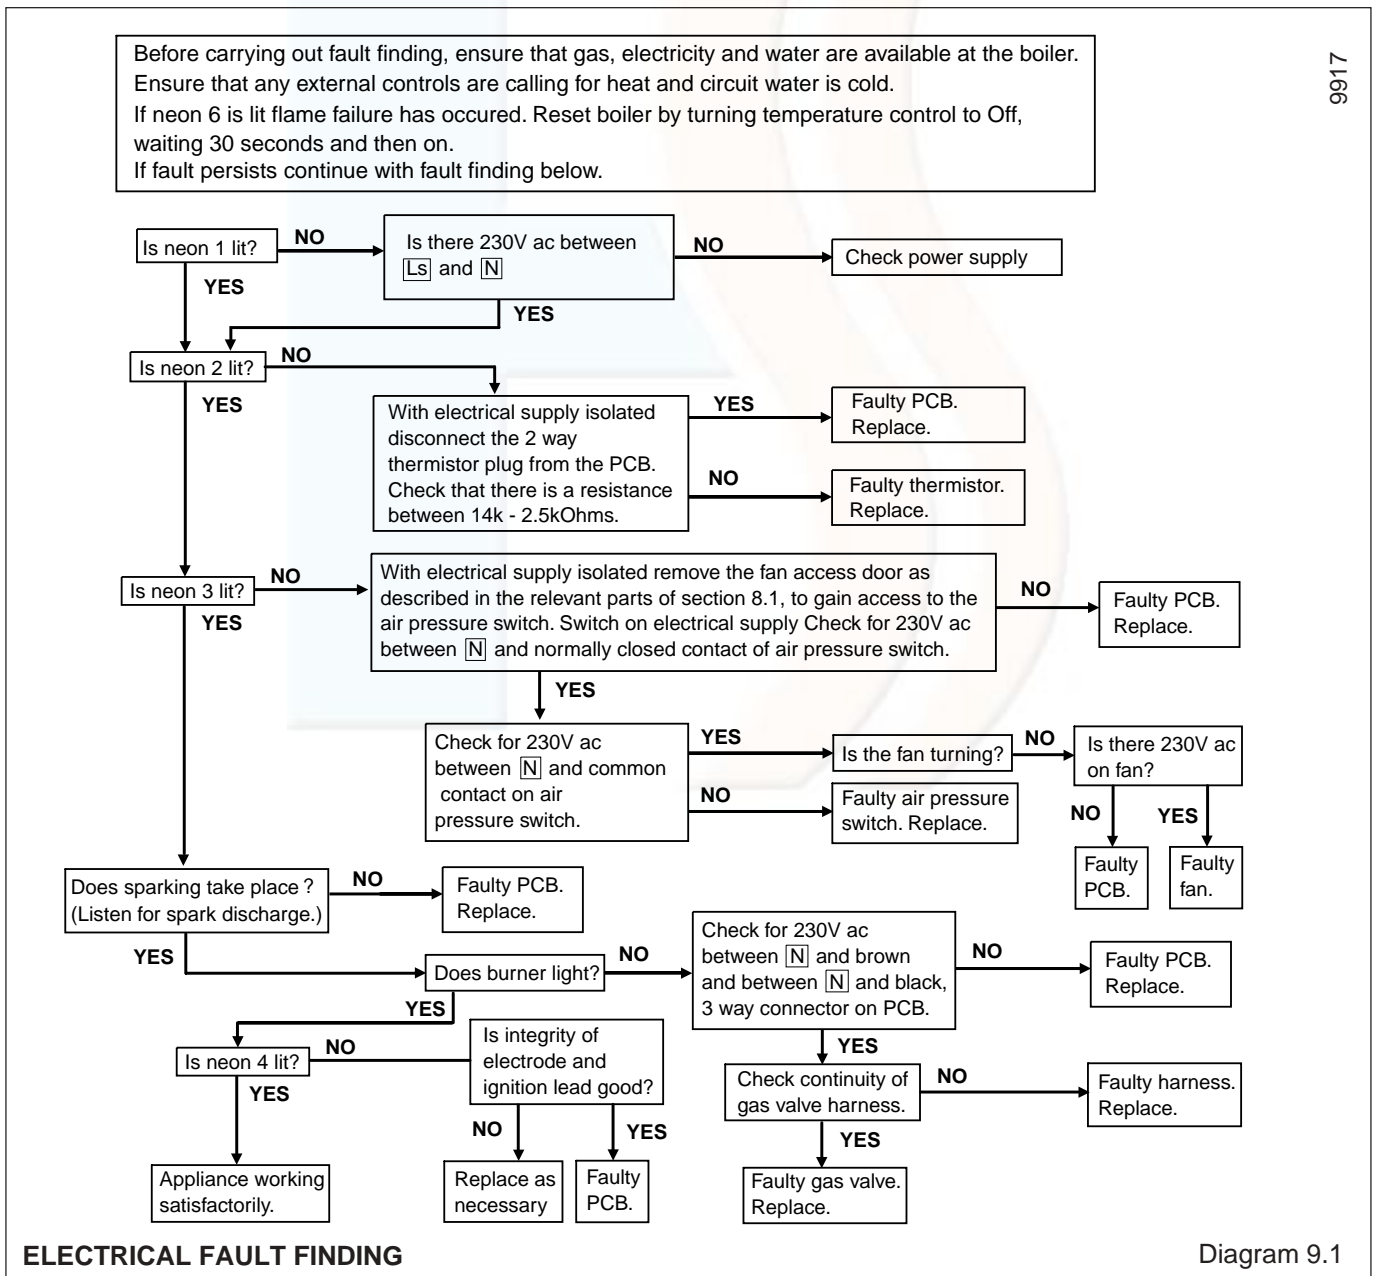 Before carrying out fault finding, ensure that gas, electricity and water are available at the boiler.
Ensure that any external controls are calling for heat and circuit water is cold.
If neon 6 is lit flame failure has occured. Reset boiler by turning temperature control to Off,
waiting 30 seconds and then on.
If fault persists continue with fault finding below.
9917
Is neon 1 lit?
NO
Is there 230V ac between
Ls and N
NO
Check power supply
YES
YES
Is neon 2 lit?
NO
YES
With electrical supply isolated
disconnect the 2 way
thermistor plug from the PCB.
Check that there is a resistance
between 14k - 2.5kOhms.
YES
Faulty PCB.
Replace.
NO
Faulty thermistor.
Replace.
Is neon 3 lit?
NO
YES
With electrical supply isolated remove the fan access door as
described in the relevant parts of section 8.1, to gain access to the
air pressure switch. Switch on electrical supply Check for 230V ac
between N and normally closed contact of air pressure switch.
NO
Faulty PCB.
Replace.
YES
Check for 230V ac
between N and common
contact on air
pressure switch.
YES
Is the fan turning?
NO
Is there 230V ac
on fan?
NO
Faulty air pressure
switch. Replace.
NO
YES
Faulty
PCB.
Faulty
fan.
Does sparking take place ?
(Listen for spark discharge.)
NO
Faulty PCB.
Replace.
YES
Does burner light?
NO
Check for 230V ac
between N and brown
and between N and black,
3 way connector on PCB.
NO
Faulty PCB.
Replace.
YES
YES
Is neon 4 lit?
NO
Is integrity of
electrode and
ignition lead good?
Check continuity of
gas valve harness.
NO
Faulty harness.
Replace.
YES
NO
YES
YES
Appliance working
satisfactorily.
Replace as
necessary
Faulty
PCB.
Faulty gas valve.
Replace.
ELECTRICAL FAULT FINDING
Diagram 9.1